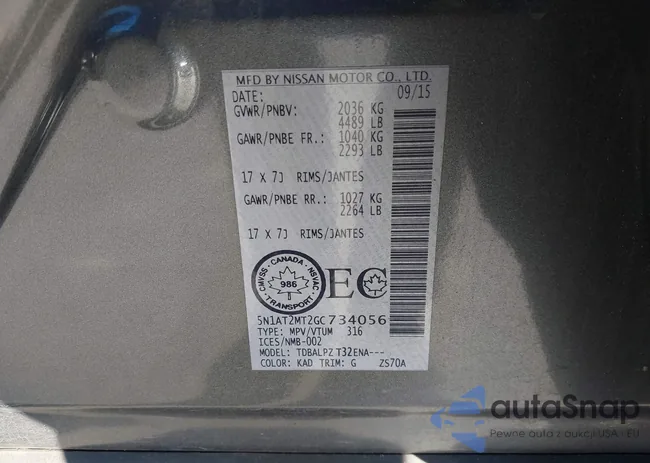 MFD BY NISSAN MOTOR CO., LTD.
DATE: 09/15
GVWR/PNBV: 2036 KG
4489 LB
GAWR/PNBE FR.: 1040 KG
2293 LB
17 X 7J RIMS/JANTES
GAWR/PNBE RR.: 1027 KG
2264 LB
17 X 7J RIMS/JANTES
CMVSS · CANADA · NSVAC
986
TRANSPORT
EC
5N1AT2MT2GC734056
TYPE: MPV/VTUM 316
ICES/NMB-002
MODEL: TDBALPZ T32ENA---
COLOR: KAD TRIM: G ZS70A
autaSnap
Pewne auta z aukcji USA - EU